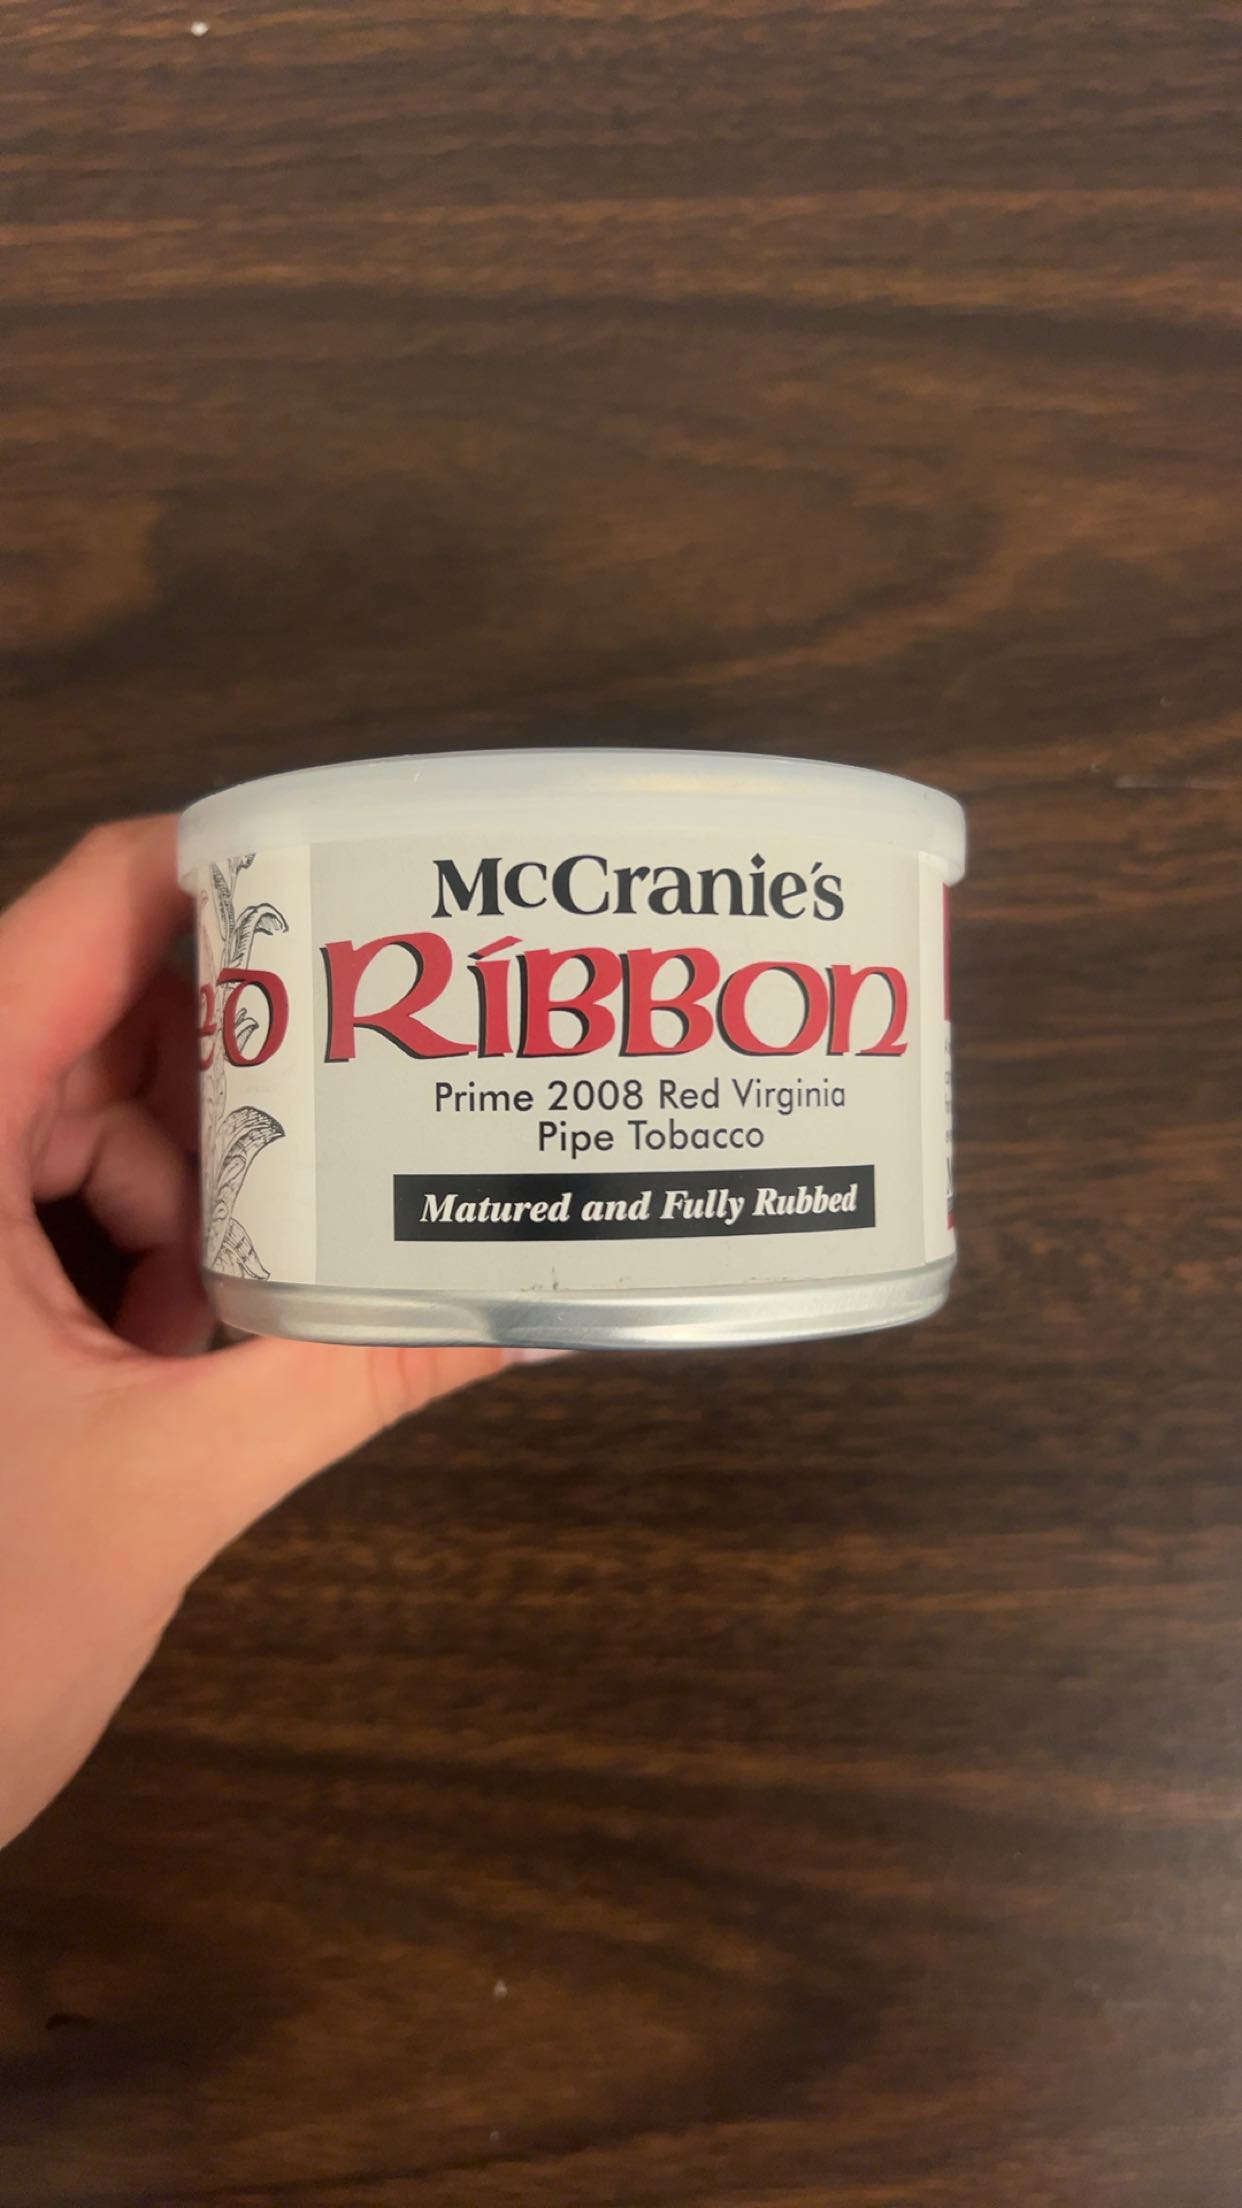 McCranie's
Ribbon
Prime 2008 Red Virginia
Pipe Tobacco
Matured and Fully Rubbed